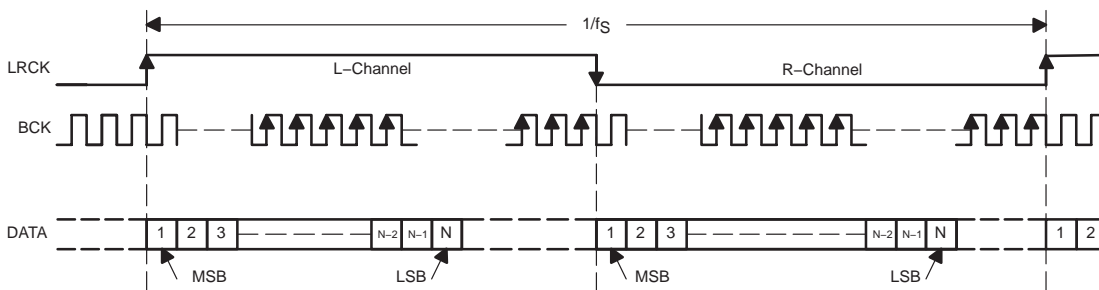 1/fS
LRCK
L−Channel
R−Channel
BCK
DATA
1 2 3 N−2 N−1 N 1 2 3 N−2 N−1 N 1 2
MSB LSB MSB LSB